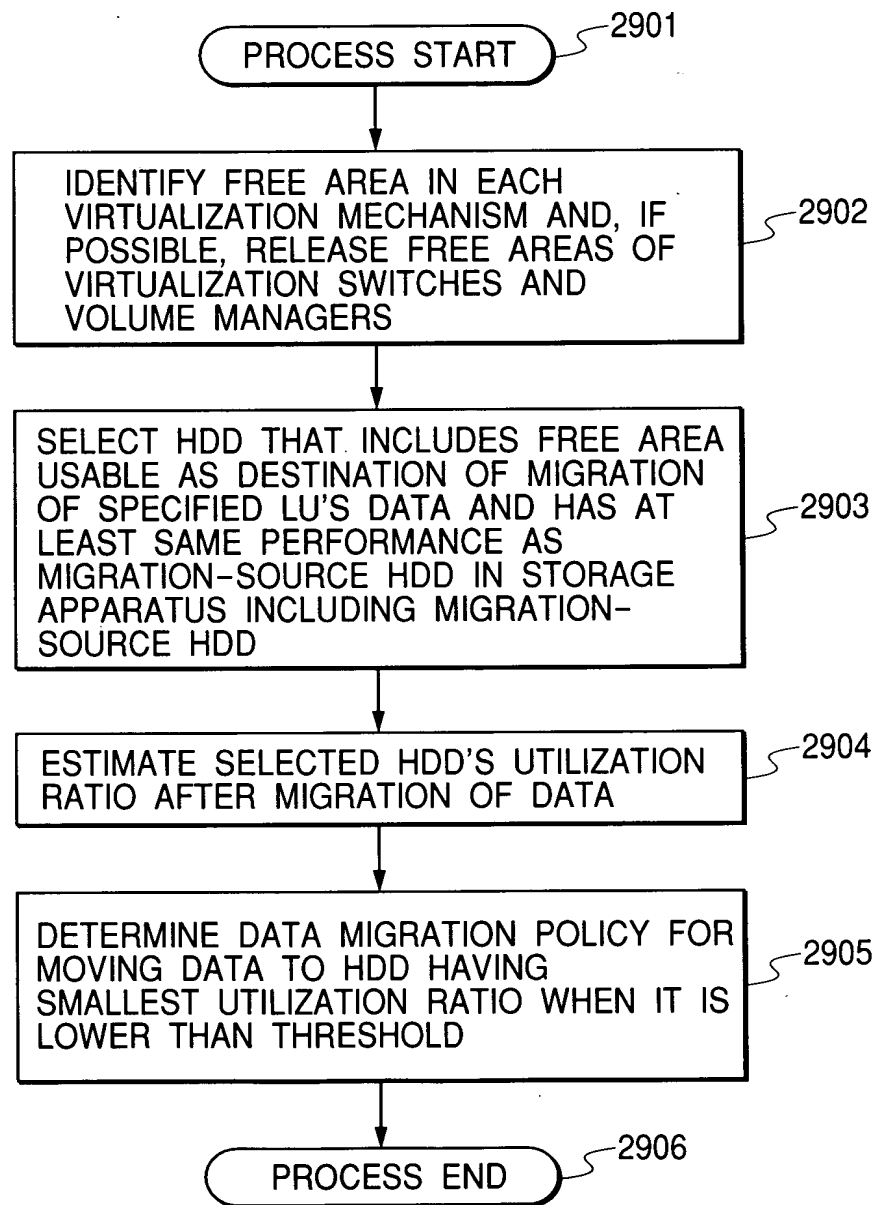 PROCESS START
2901
IDENTIFY FREE AREA IN EACH
VIRTUALIZATION MECHANISM AND, IF
POSSIBLE, RELEASE FREE AREAS OF
VIRTUALIZATION SWITCHES AND
VOLUME MANAGERS
2902
SELECT HDD THAT INCLUDES FREE AREA
USABLE AS DESTINATION OF MIGRATION
OF SPECIFIED LU'S DATA AND HAS AT
LEAST SAME PERFORMANCE AS
MIGRATION-SOURCE HDD IN STORAGE
APPARATUS INCLUDING MIGRATION-
SOURCE HDD
2903
ESTIMATE SELECTED HDD'S UTILIZATION
RATIO AFTER MIGRATION OF DATA
2904
DETERMINE DATA MIGRATION POLICY FOR
MOVING DATA TO HDD HAVING
SMALLEST UTILIZATION RATIO WHEN IT IS
LOWER THAN THRESHOLD
2905
PROCESS END
2906